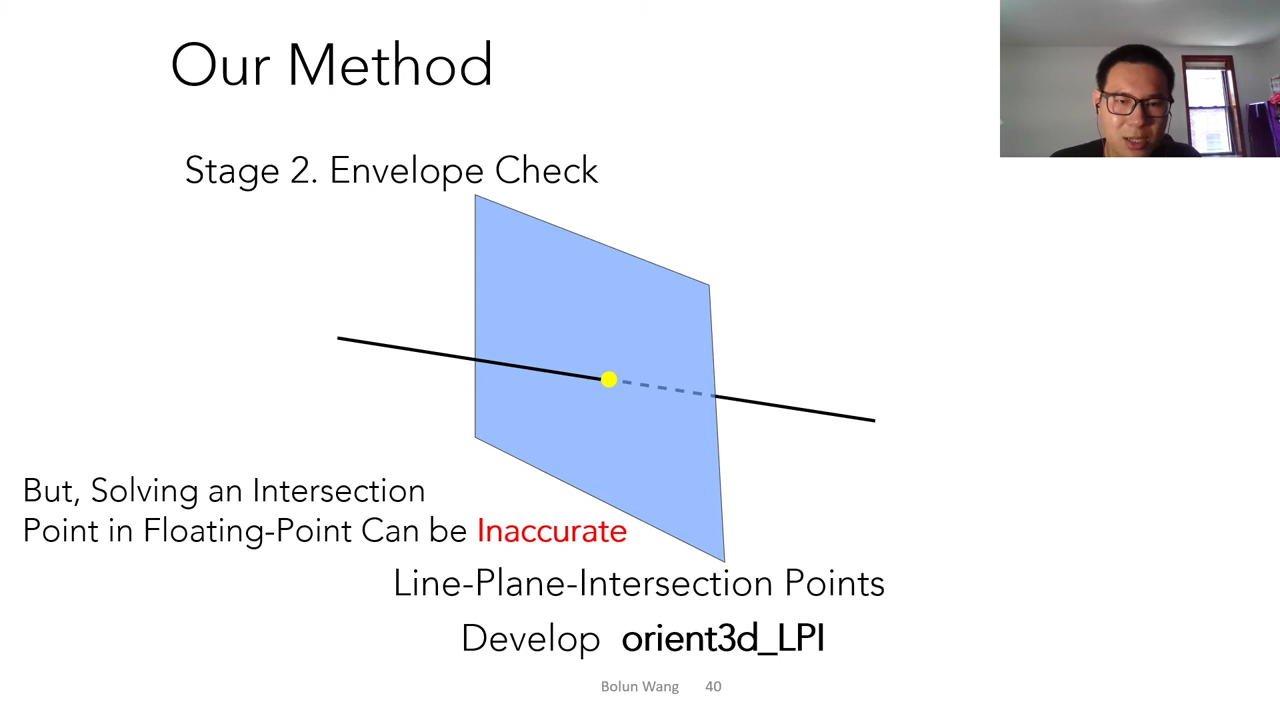 Our Method
Stage 2. Envelope Check
But, Solving an Intersection
Point in Floating-Point Can be Inaccurate
Line-Plane-Intersection Points
Develop orient3d_LPI
Bolun Wang 40